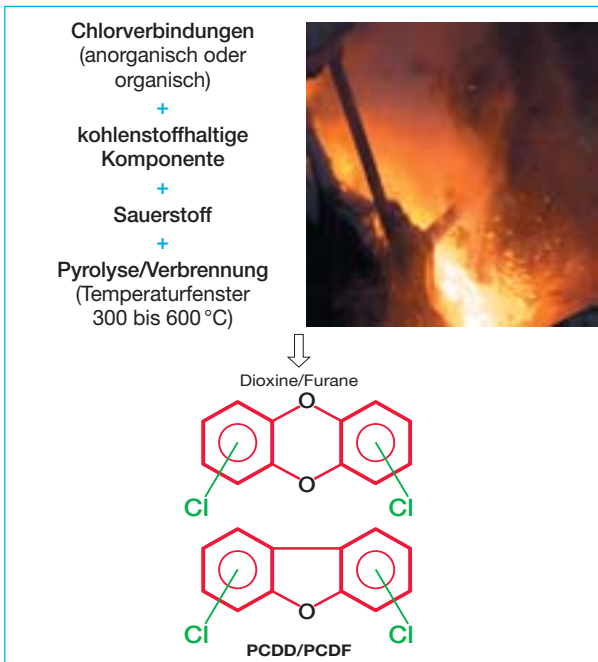 Chlorverbindungen
(anorganisch oder
organisch)
+
kohlenstoffhaltige
Komponente
+
Sauerstoff
+
Pyrolyse/Verbrennung
(Temperaturfenster
300 bis 600 °C)
Dioxine/Furane
O
O
Cl
Cl
O
Cl
Cl
PCDD/PCDF